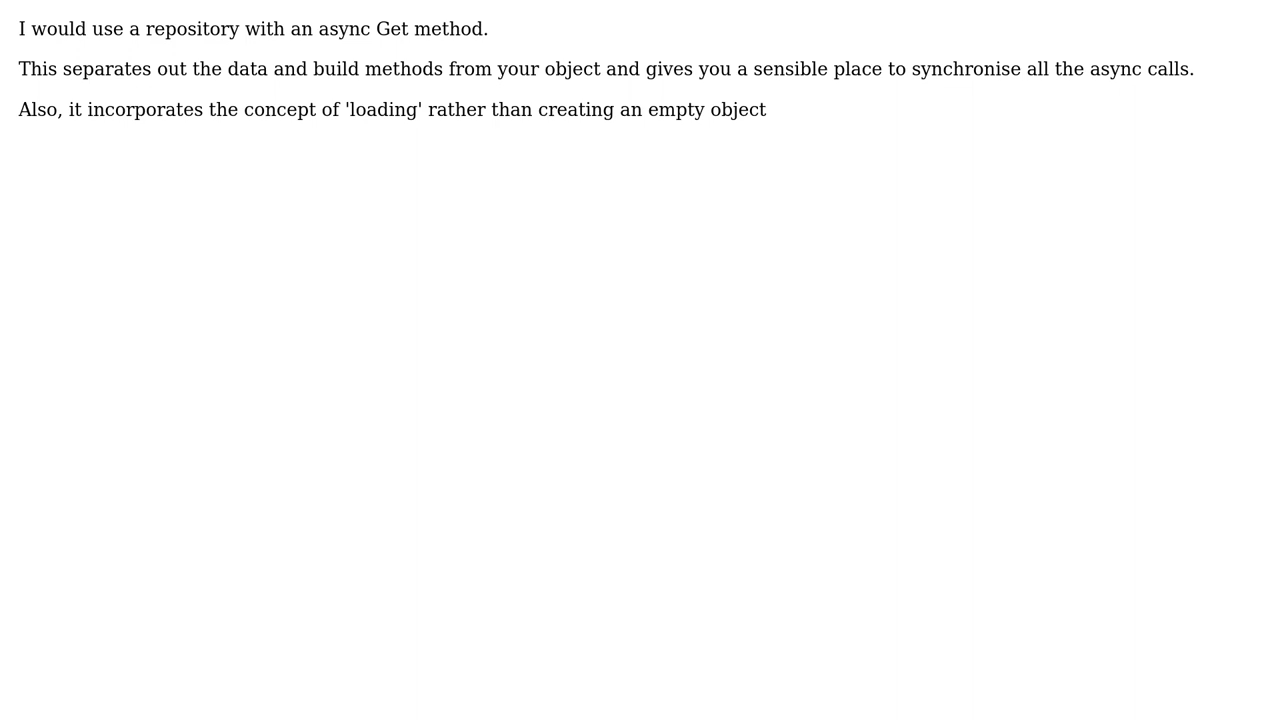 I would use a repository with an async Get method.
This separates out the data and build methods from your object and gives you a sensible place to synchronise all the async calls.
Also, it incorporates the concept of 'loading' rather than creating an empty object